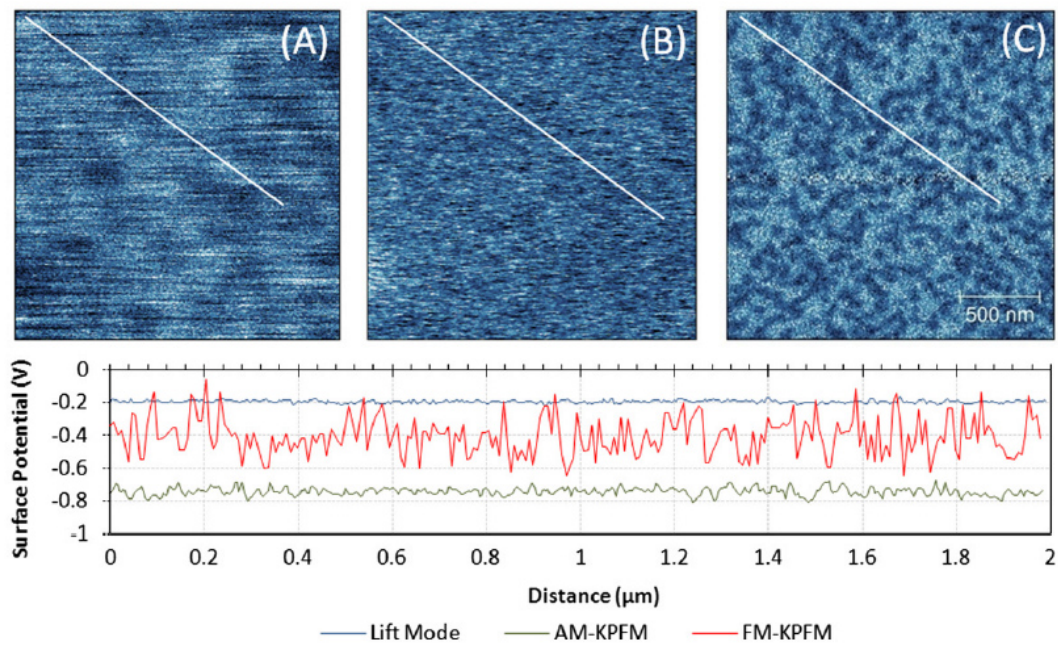 (A)
(B)
(C)
500 nm
Surface Potential (V)
0
-0.2
-0.4
-0.6
-0.8
-1
0 0.2 0.4 0.6 0.8 1 1.2 1.4 1.6 1.8 2
Distance (μm)
Lift Mode AM-KPFM FM-KPFM